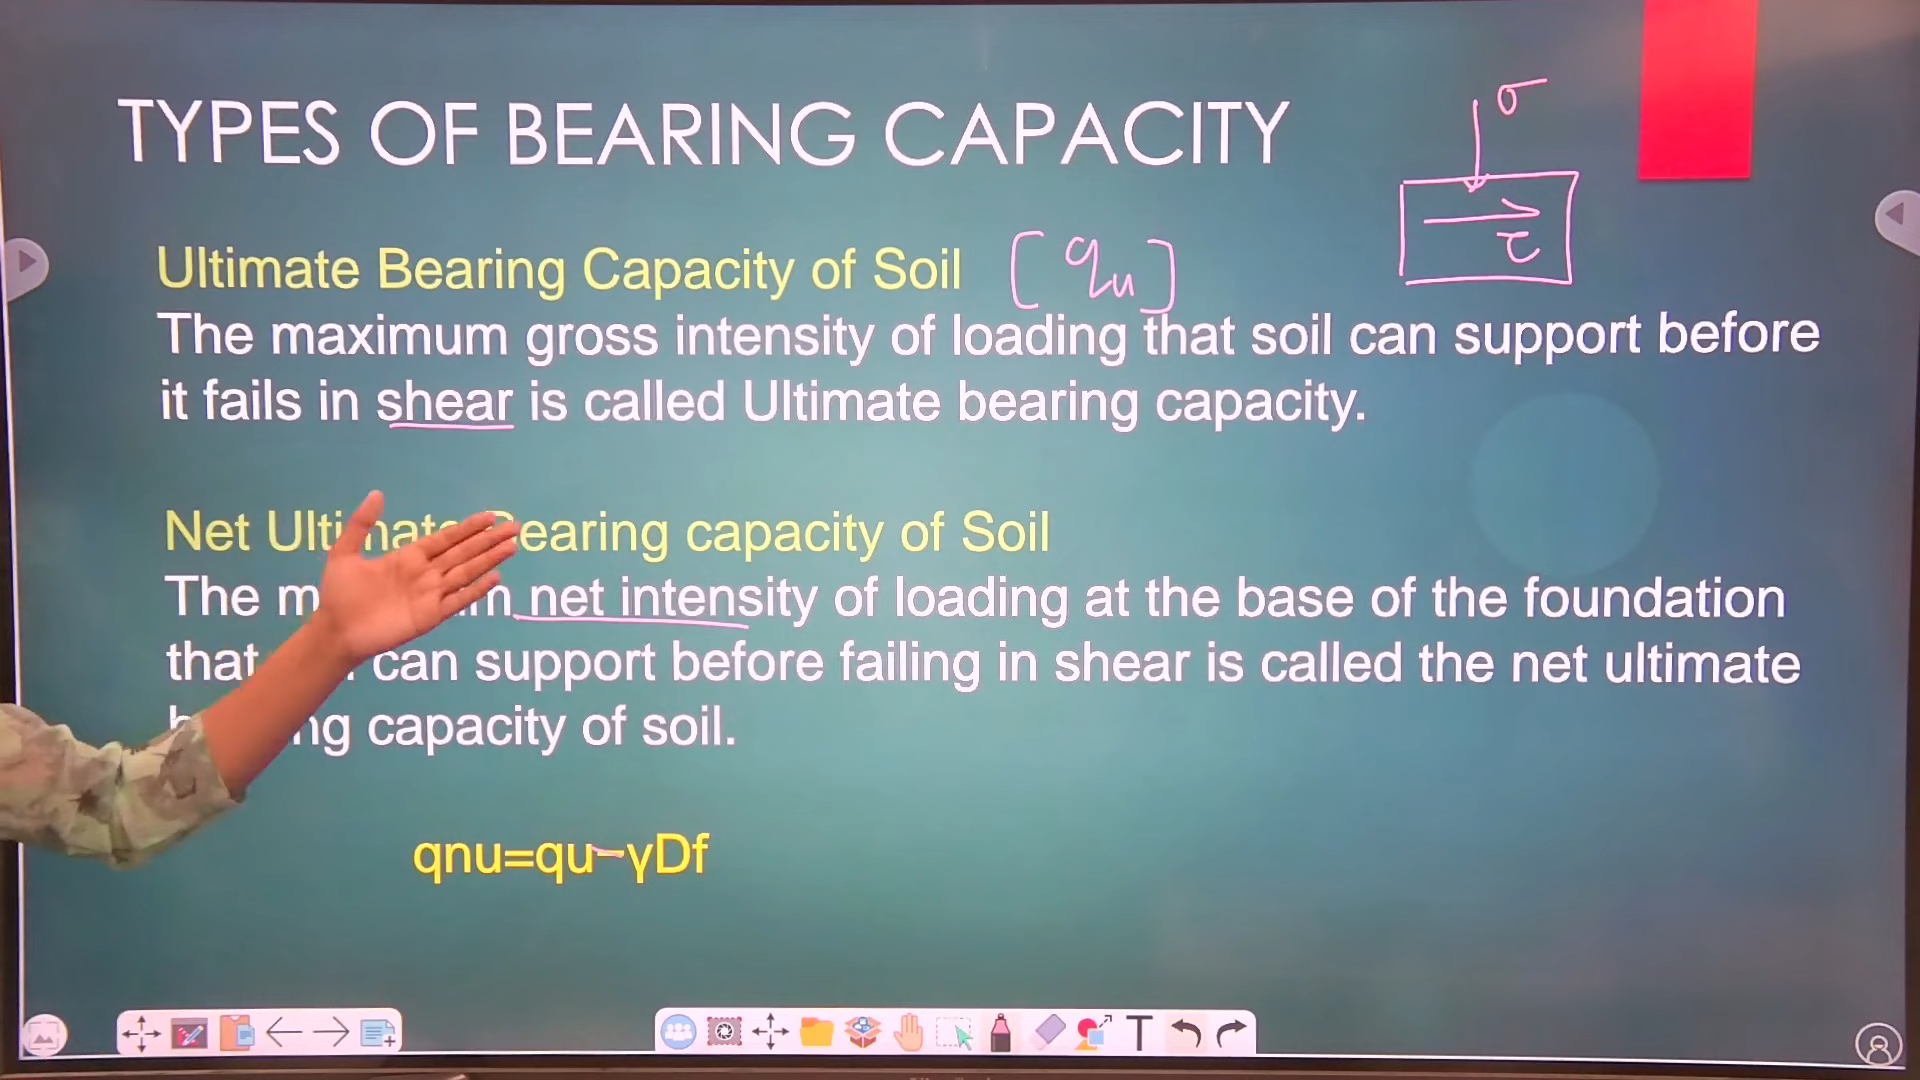 TYPES OF BEARING CAPACITY
σ
τ
Ultimate Bearing Capacity of Soil [qu]
The maximum gross intensity of loading that soil can support before
it fails in shear is called Ultimate bearing capacity.
Net Ultimate Bearing capacity of Soil
The net intensity of loading at the base of the foundation
that can support before failing in shear is called the net ultimate
capacity of soil.
qnu=qu-γDf
T